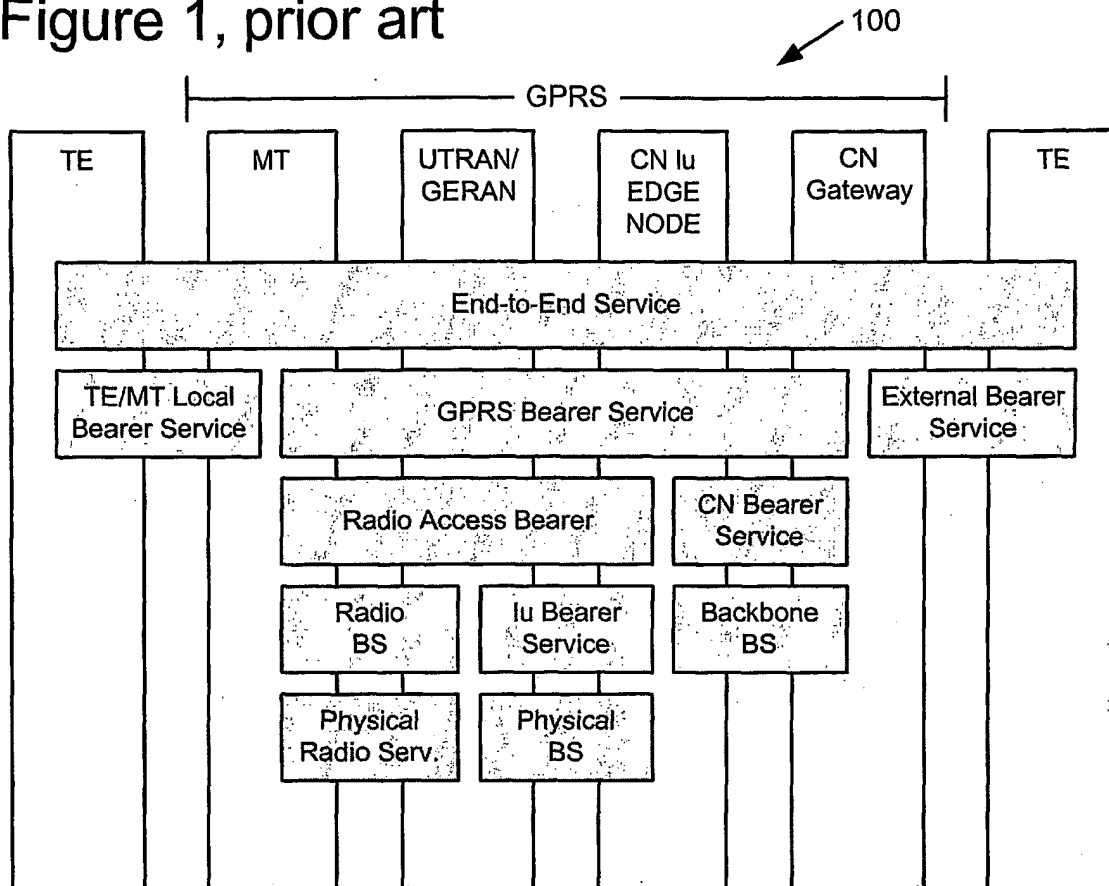 Figure 1, prior art
100
GPRS
TE
MT
UTRAN/
GERAN
CN Iu
EDGE
NODE
CN
Gateway
TE
End-to-End Service
TE/MT Local
Bearer Service
GPRS Bearer Service
External Bearer
Service
Radio Access Bearer
CN Bearer
Service
Radio
BS
Iu Bearer
Service
Backbone
BS
Physical
Radio Serv.
Physical
BS